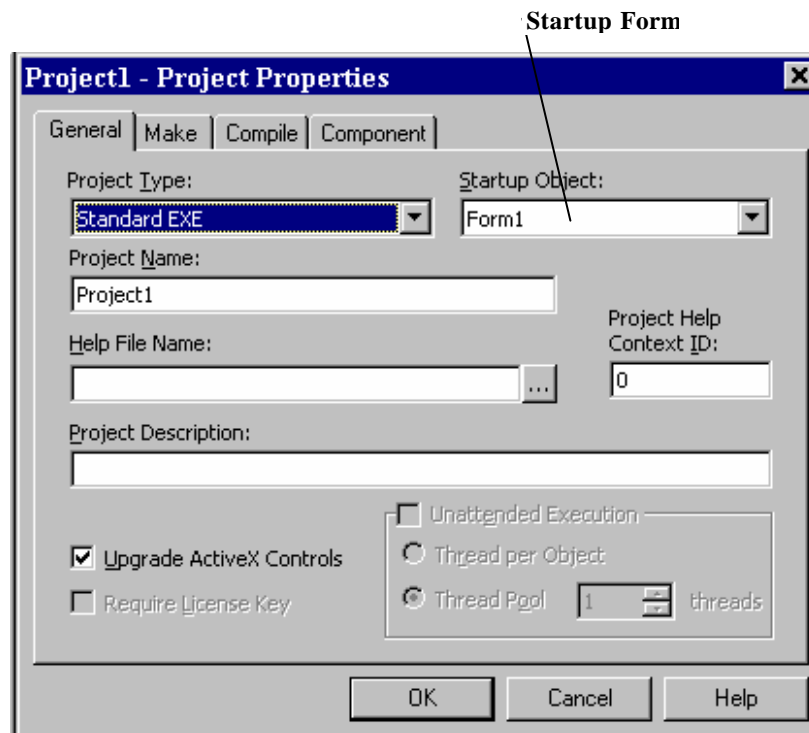 Startup Form
Project1 - Project Properties
General Make Compile Component
Project Type:
Startup Object:
Standard EXE
Form1
Project Name:
Project1
Project Help
Context ID:
Help File Name:
...
0
Project Description:
Unattended Execution
Upgrade ActiveX Controls
Thread per Object
Require License Key
Thread Pool 1 threads
OK Cancel Help